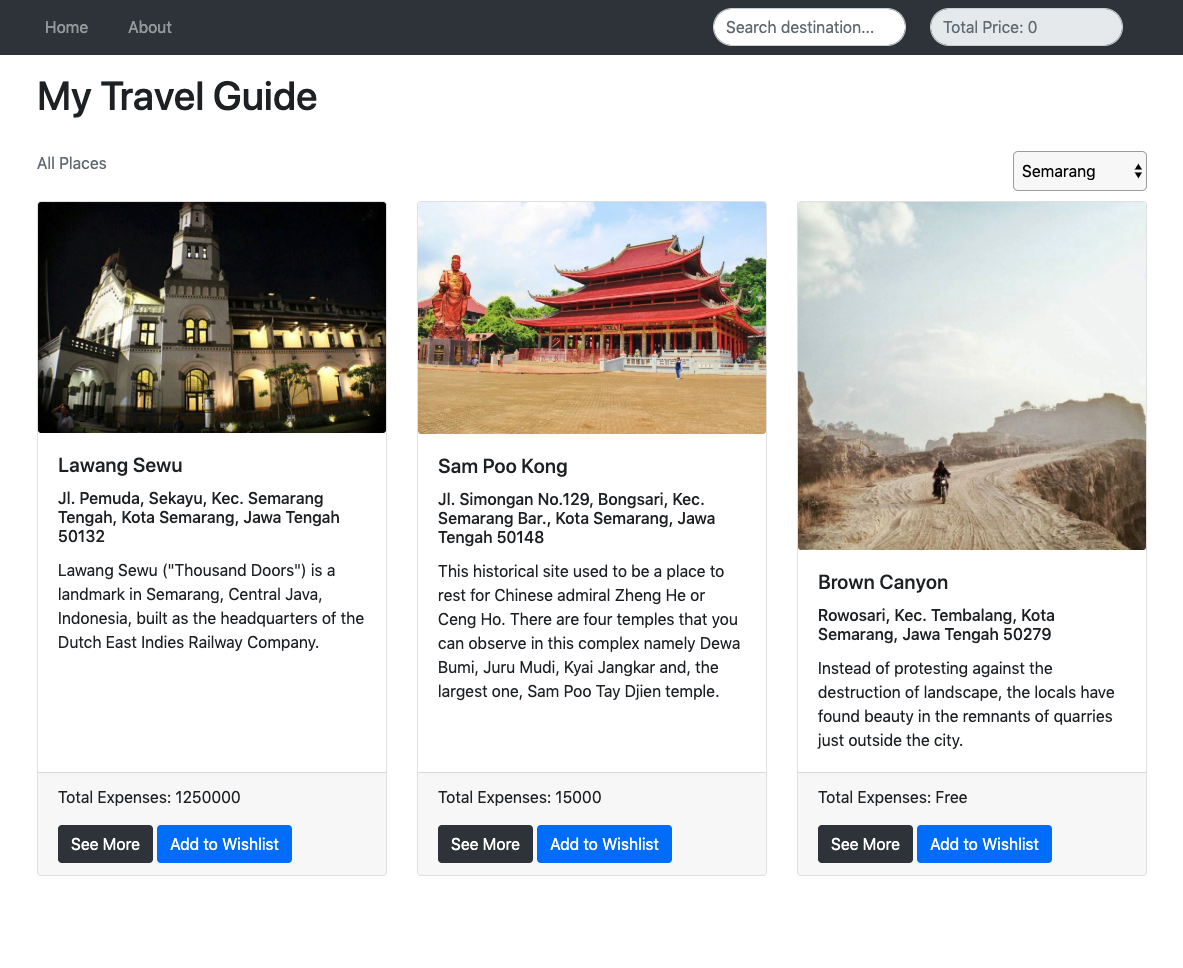 Home
About
Search destination...
Total Price: 0
My Travel Guide
All Places
Semarang
Lawang Sewu
Jl. Pemuda, Sekayu, Kec. Semarang
Tengah, Kota Semarang, Jawa Tengah
50132
Lawang Sewu ("Thousand Doors") is a
landmark in Semarang, Central Java,
Indonesia, built as the headquarters of the
Dutch East Indies Railway Company.
Total Expenses: 1250000
See More
Add to Wishlist
Sam Poo Kong
Jl. Simongan No.129, Bongsari, Kec.
Semarang Bar., Kota Semarang, Jawa
Tengah 50148
This historical site used to be a place to
rest for Chinese admiral Zheng He or
Ceng Ho. There are four temples that you
can observe in this complex namely Dewa
Bumi, Juru Mudi, Kyai Jangkar and, the
largest one, Sam Poo Tay Djien temple.
Total Expenses: 15000
See More
Add to Wishlist
Brown Canyon
Rowosari, Kec. Tembalang, Kota
Semarang, Jawa Tengah 50279
Instead of protesting against the
destruction of landscape, the locals have
found beauty in the remnants of quarries
just outside the city.
Total Expenses: Free
See More
Add to Wishlist